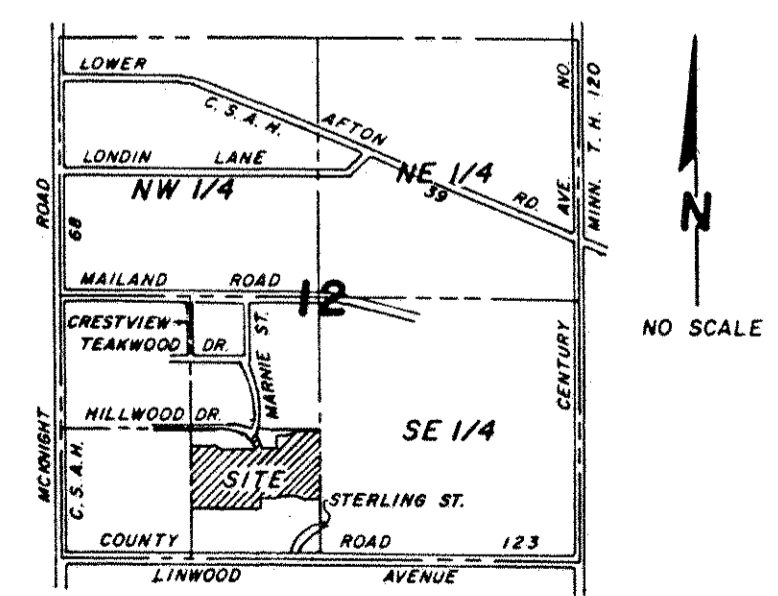 LOWER
C. S. A. H.
AFTON
39
RD.
NO.
MINN. T. H. 120
LONDIN LANE
NW 1/4
NE 1/4
AVE.
ROAD
68
N
NO SCALE
MAILAND ROAD
12
CRESTVIEW
TEAKWOOD DR.
MARNIE ST.
CENTURY
HILLWOOD DR.
SE 1/4
MCKNIGHT
C.S.A.H.
SITE
STERLING ST.
COUNTY ROAD 123
LINWOOD AVENUE